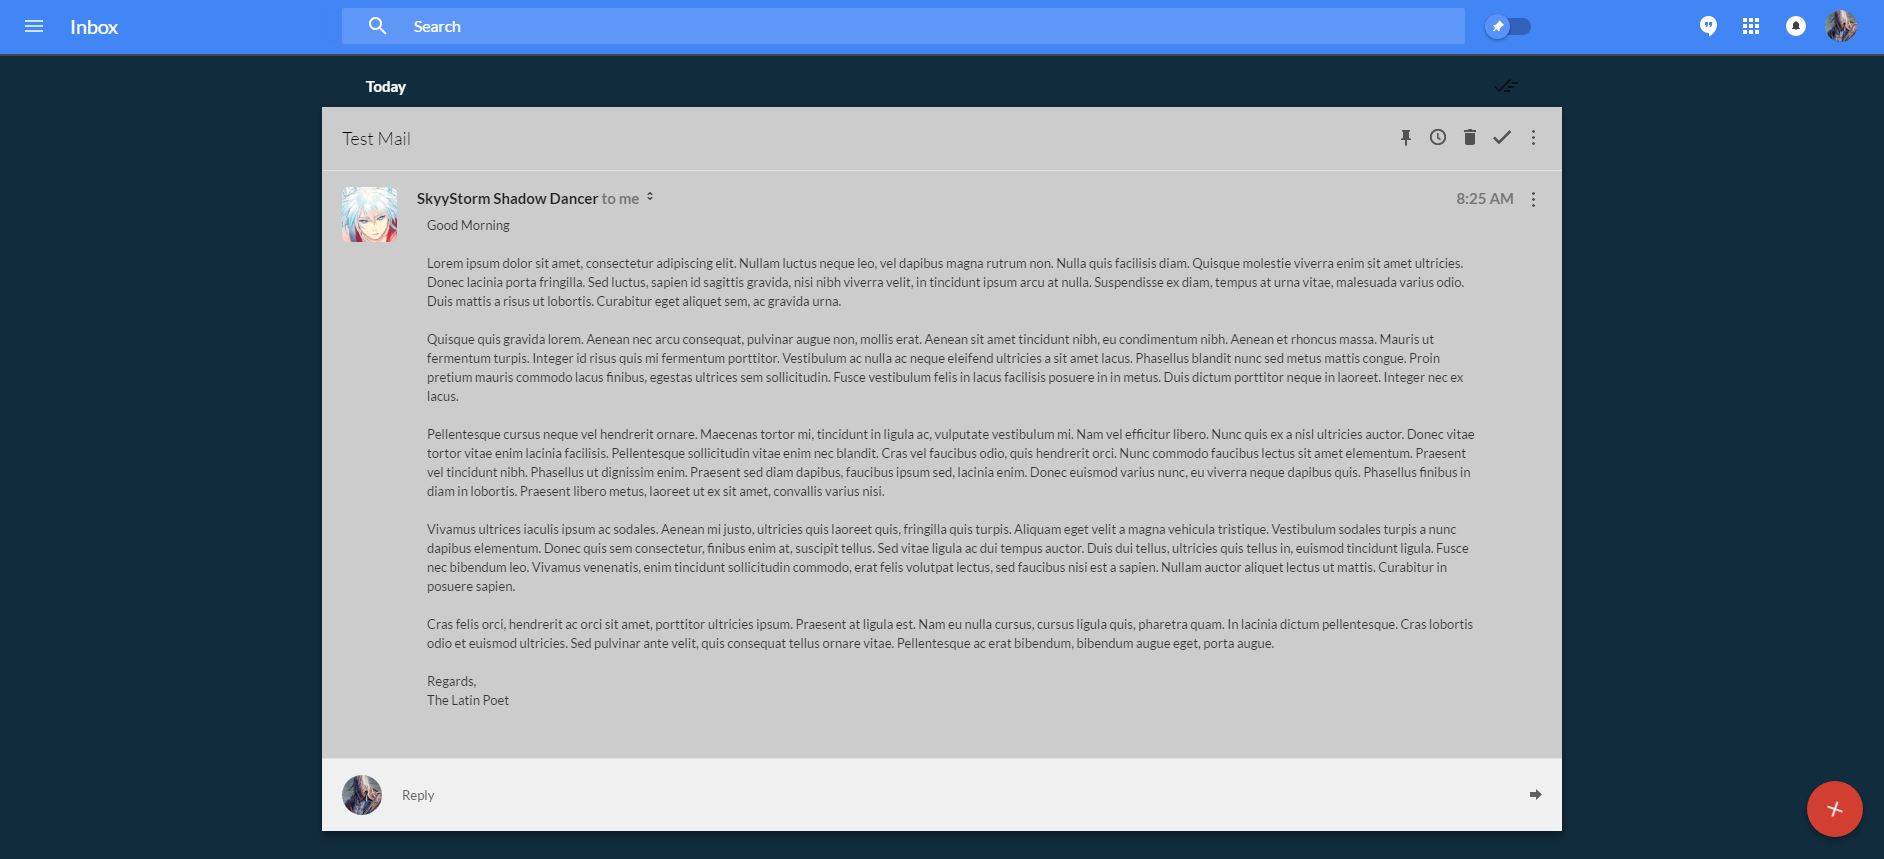 Inbox
Search
Today
Test Mail
SkyyStorm Shadow Dancer to me
8:25 AM
Good Morning
Lorem ipsum dolor sit amet, consectetur adipiscing elit. Nullam luctus neque leo, vel dapibus magna rutrum non. Nulla quis facilisis diam. Quisque molestie viverra enim sit amet ultricies.
Donec lacinia porta fringilla. Sed luctus, sapien id sagittis gravida, nisi nibh viverra velit, in tincidunt ipsum arcu at nulla. Suspendisse ex diam, tempus at urna vitae, malesuada varius odio.
Duis mattis a risus ut lobortis. Curabitur eget aliquet sem, ac gravida urna.
Quisque quis gravida lorem. Aenean nec arcu consequat, pulvinar augue non, mollis erat. Aenean sit amet tincidunt nibh, eu condimentum nibh. Aenean et rhoncus massa. Mauris ut
fermentum turpis. Integer id risus quis mi fermentum porttitor. Vestibulum ac nulla ac neque eleifend ultricies a sit amet lacus. Phasellus blandit nunc sed metus mattis congue. Proin
pretium mauris commodo lacus finibus, egestas ultrices sem sollicitudin. Fusce vestibulum felis in lacus facilisis posuere in in metus. Duis dictum porttitor neque in laoreet. Integer nec ex
lacus.
Pellentesque cursus neque vel hendrerit ornare. Maecenas tortor mi, tincidunt in ligula ac, vulputate vestibulum mi. Nam vel efficitur libero. Nunc quis ex a nisl ultricies auctor. Donec vitae
tortor vitae enim lacinia facilisis. Pellentesque sollicitudin vitae enim nec blandit. Cras vel faucibus odio, quis hendrerit orci. Nunc commodo faucibus lectus sit amet elementum. Praesent
vel tincidunt nibh. Phasellus ut dignissim enim. Praesent sed diam dapibus, faucibus ipsum sed, lacinia enim. Donec euismod varius nunc, eu viverra neque dapibus quis. Phasellus finibus in
diam in lobortis. Praesent libero metus, laoreet ut ex sit amet, convallis varius nisi.
Vivamus ultrices iaculis ipsum ac sodales. Aenean mi justo, ultricies quis laoreet quis, fringilla quis turpis. Aliquam eget velit a magna vehicula tristique. Vestibulum sodales turpis a nunc
dapibus elementum. Donec quis sem consectetur, finibus enim at, suscipit tellus. Sed vitae ligula ac dui tempus auctor. Duis dui tellus, ultricies quis tellus in, euismod tincidunt ligula. Fusce
nec bibendum leo. Vivamus venenatis, enim tincidunt sollicitudin commodo, erat felis volutpat lectus, sed faucibus nisi est a sapien. Nullam auctor aliquet lectus ut mattis. Curabitur in
posuere sapien.
Cras felis orci, hendrerit ac orci sit amet, porttitor ultricies ipsum. Praesent at ligula est. Nam eu nulla cursus, cursus ligula quis, pharetra quam. In lacinia dictum pellentesque. Cras lobortis
odio et euismod ultricies. Sed pulvinar ante velit, quis consequat tellus ornare vitae. Pellentesque ac erat bibendum, bibendum augue eget, porta augue.
Regards,
The Latin Poet
Reply